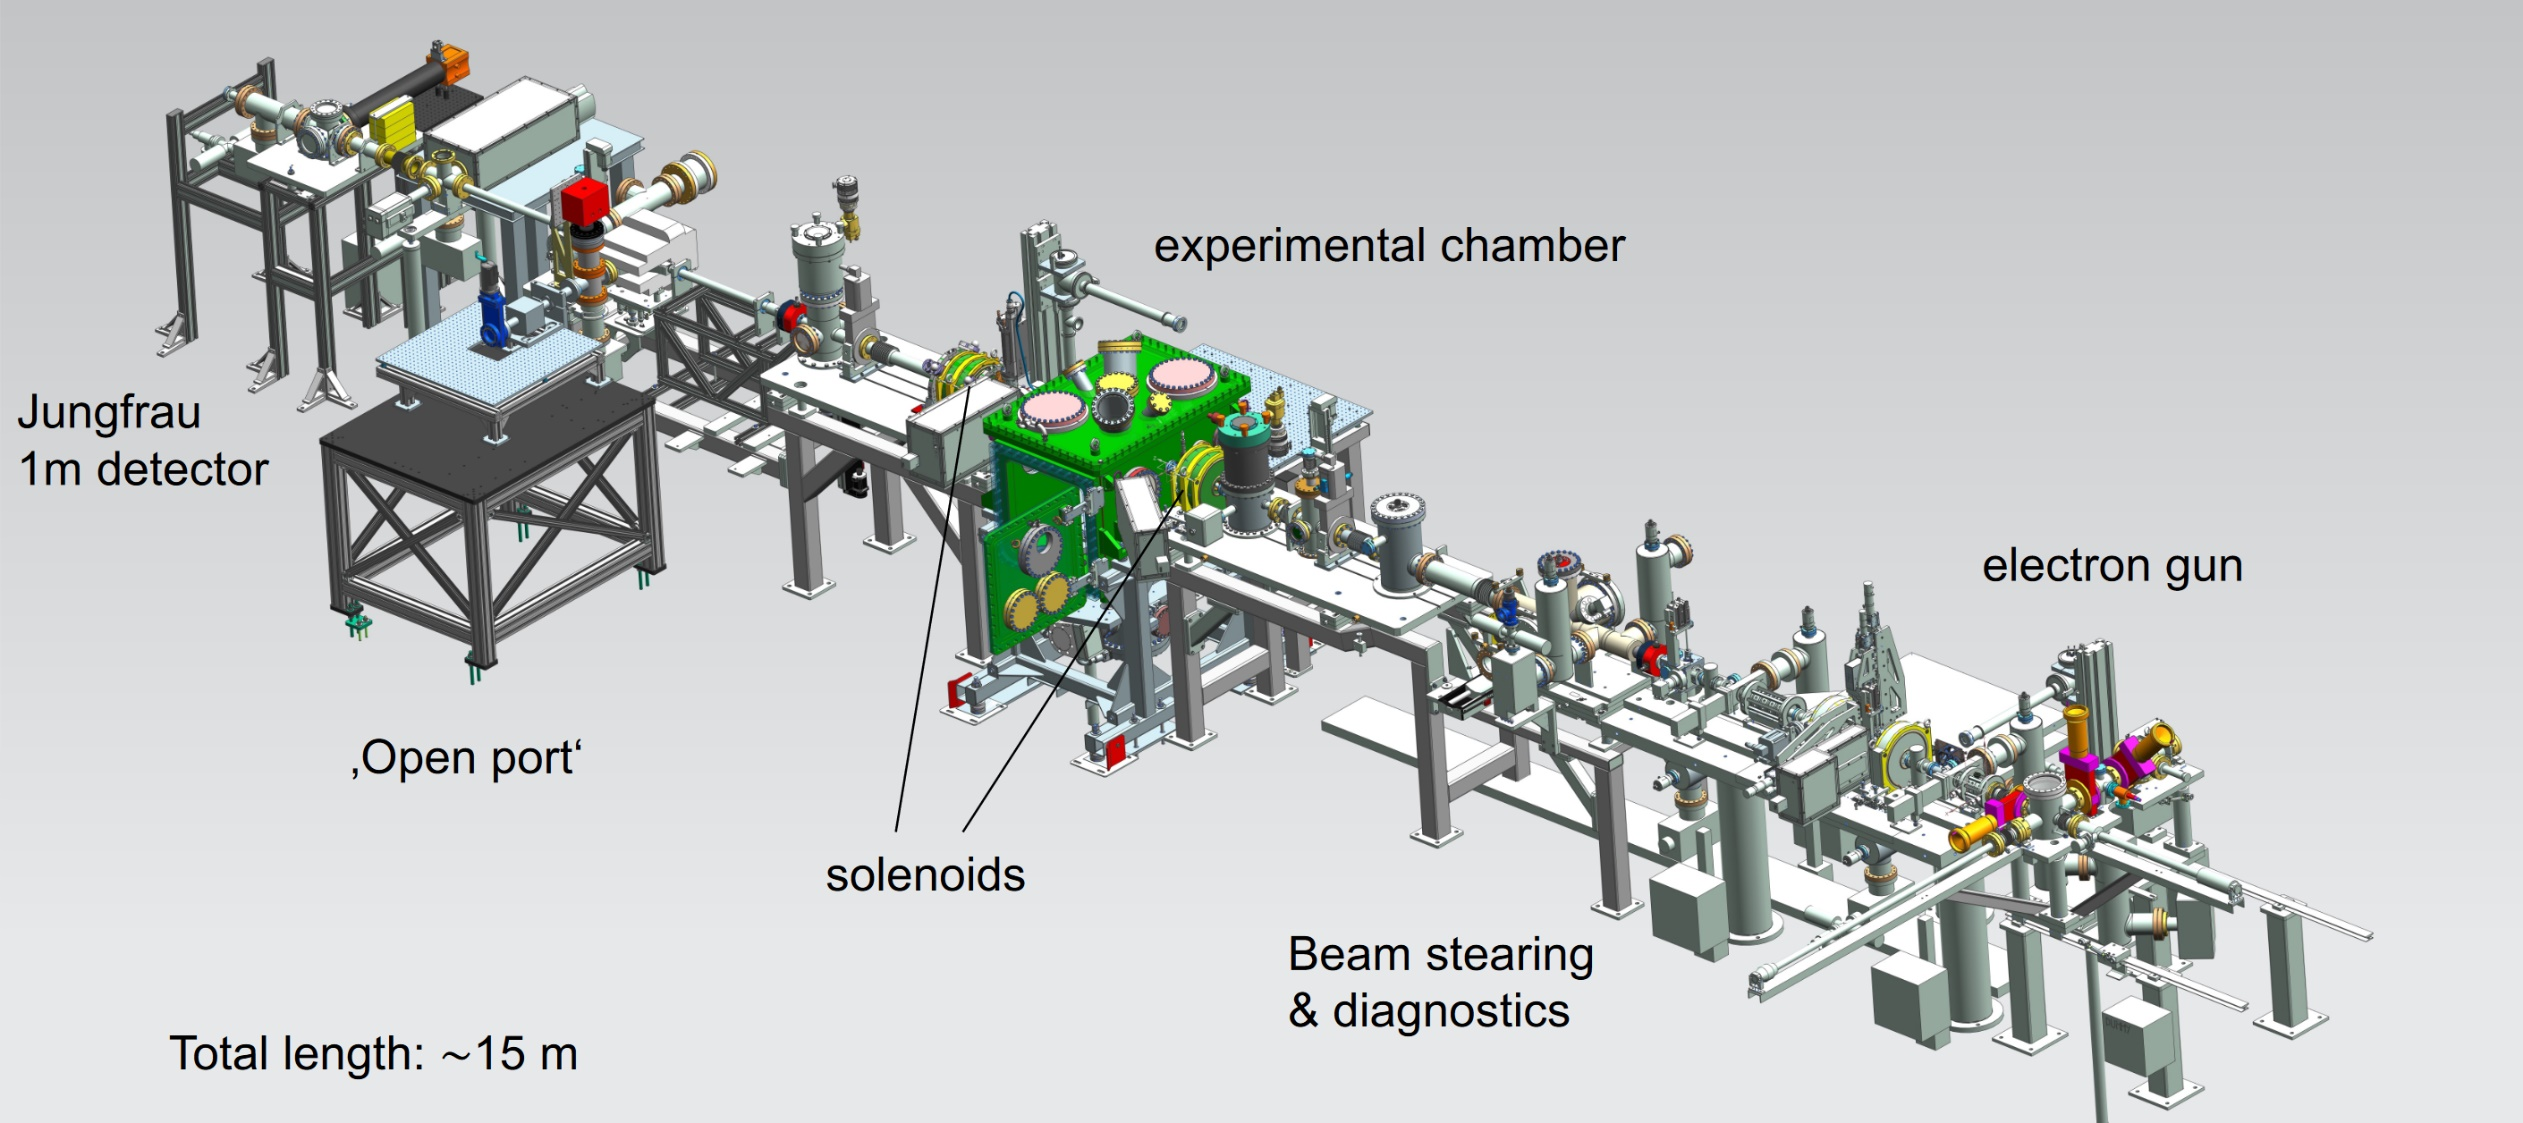 experimental chamber
Jungfrau
1m detector
electron gun
‚Open port‘
solenoids
Beam stearing
& diagnostics
Total length: ~15 m